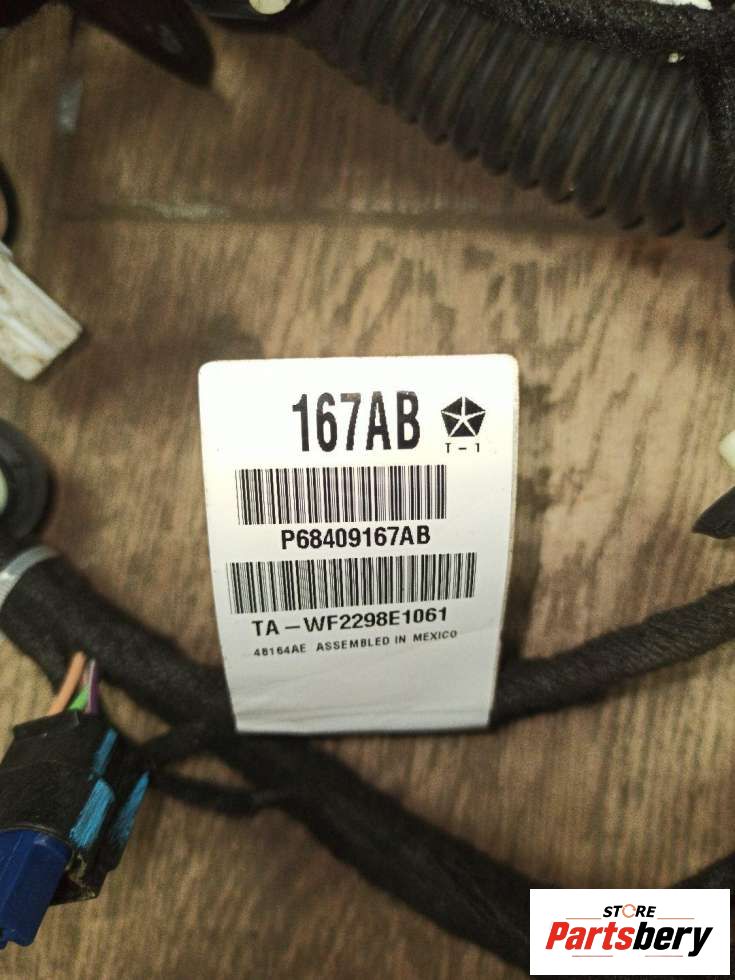 167AB
T-1
P68409167AB
TA-WF2298E1061
48164AE ASSEMBLED IN MEXICO
STORE
Partsbery